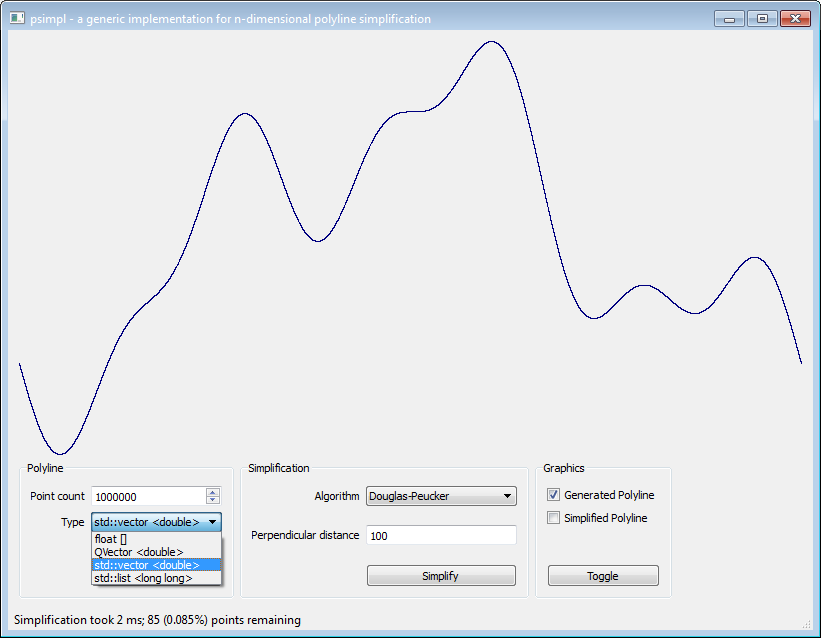 psimpl - a generic implementation for n-dimensional polyline simplification
Polyline
Point count 1000000
Type std::vector <double>
float []
QVector <double>
std::vector <double>
std::list <long long>
Simplification
Algorithm Douglas-Peucker
Perpendicular distance 100
Simplify
Graphics
Generated Polyline
Simplified Polyline
Toggle
Simplification took 2 ms; 85 (0.085%) points remaining